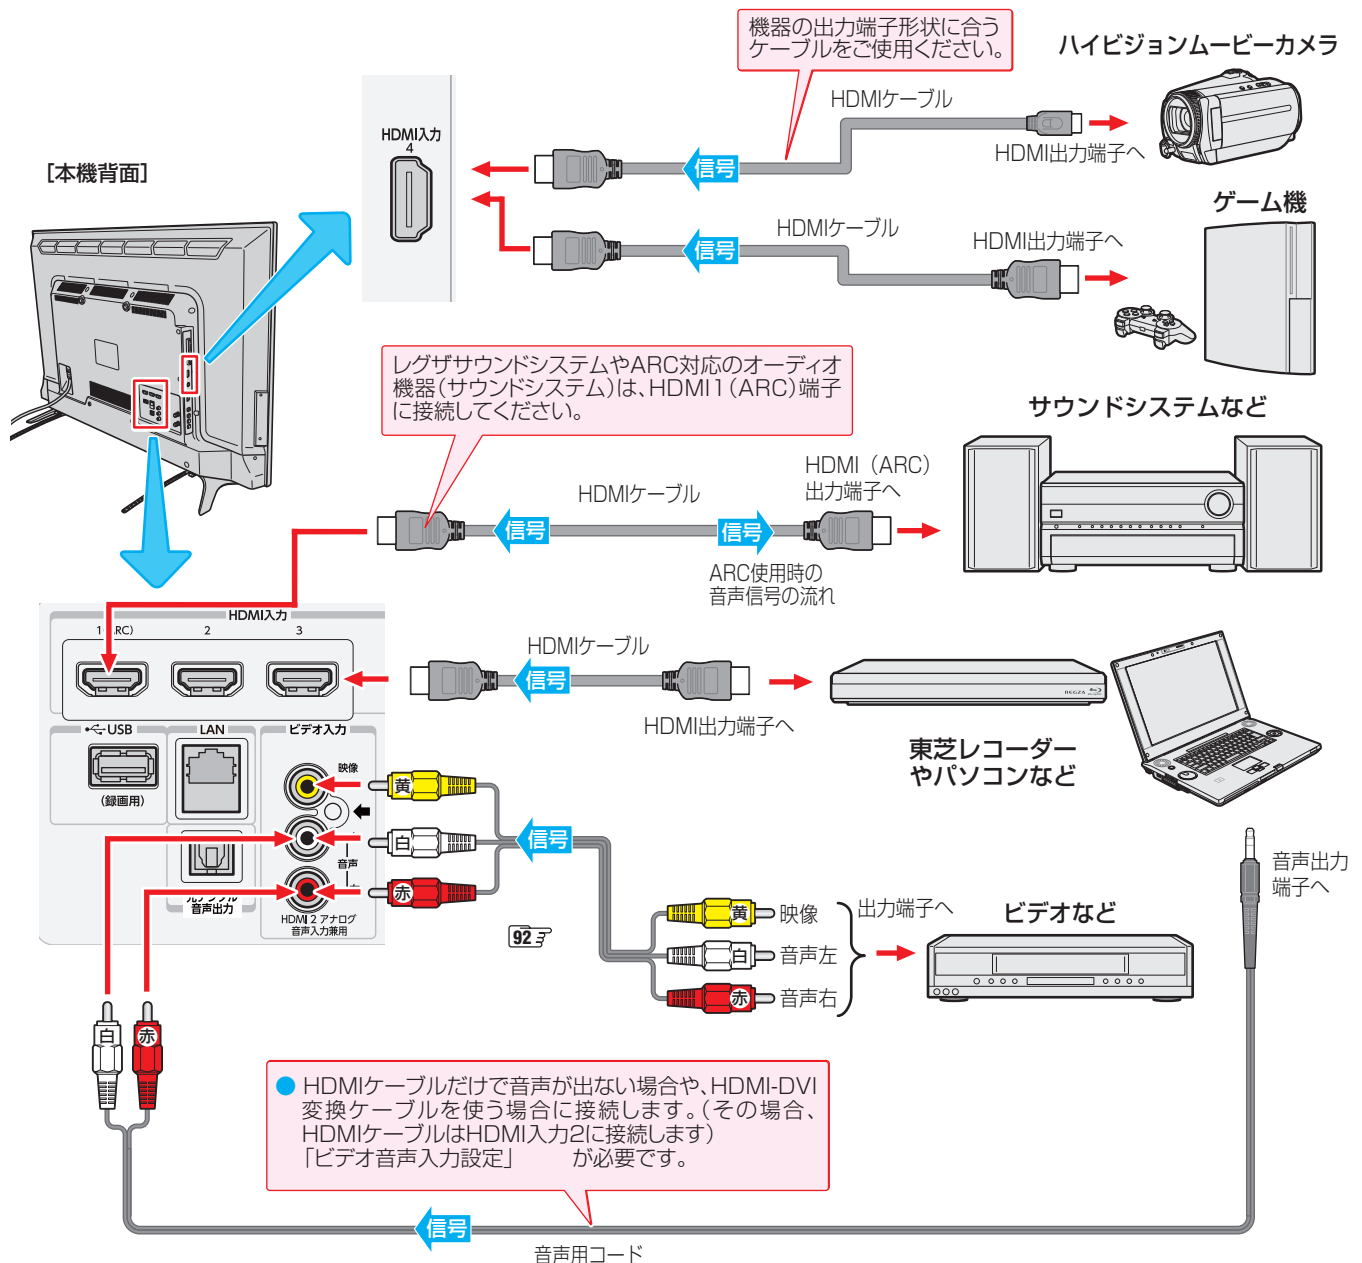 機器の出力端子形状に合う
ケーブルをご使用ください。
ハイビジョンムービーカメラ
HDMIケーブル
HDMI入力
4
信号
HDMI出力端子へ
[本機背面]
ゲーム機
HDMIケーブル
HDMI出力端子へ
信号
レグザサウンドシステムやARC対応のオーディオ
機器(サウンドシステム)は、HDMI1(ARC)端子
に接続してください。
サウンドシステムなど
HDMI(ARC)
出力端子へ
HDMIケーブル
信号
信号
ARC使用時の
音声信号の流れ
HDMI入力
1(ARC)
2
3
HDMIケーブル
信号
HDMI出力端子へ
REGZA
東芝レコーダー
やパソコンなど
USB
LAN
ビデオ入力
(録画用)
映像
黄
白
音声
赤
信号
光デジタル
音声出力
HDMI 2 アナログ
音声入力兼用
92
黄
映像
白
音声左
赤
音声右
出力端子へ
ビデオなど
音声出力
端子へ
白
赤
● HDMIケーブルだけで音声が出ない場合や、HDMI-DVI
変換ケーブルを使う場合に接続します。(その場合、
HDMIケーブルはHDMI入力2に接続します)
「ビデオ音声入力設定」 が必要です。
信号
音声用コード